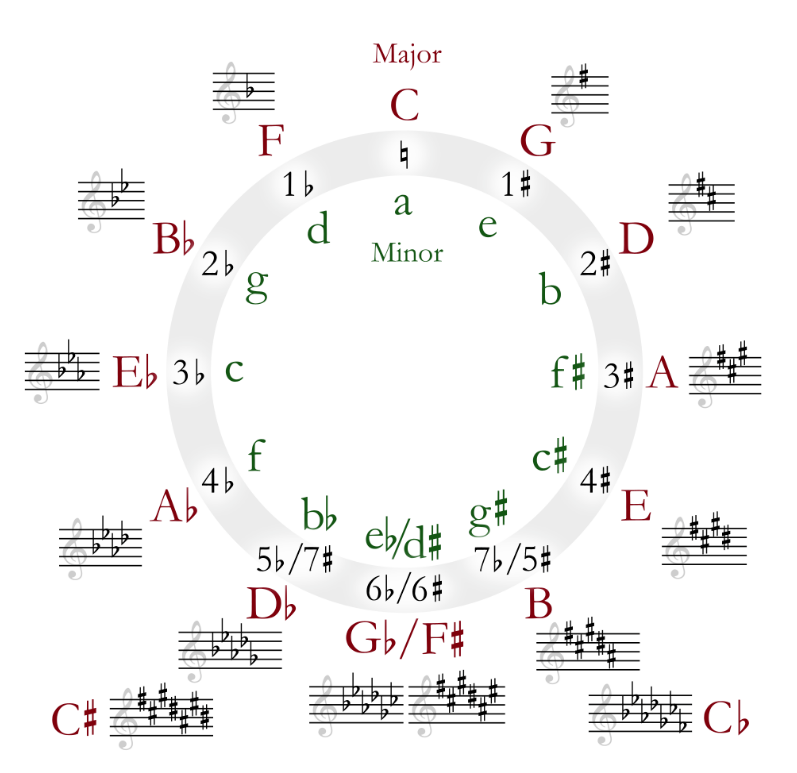 Major
C
F
G
♮
1♭
1♯
a
d
e
Minor
B♭
D
2♭
2♯
g
b
E♭
3♭
c
f♯
3♯
A
f
c♯
4♭
4♯
A♭
E
b♭
g♯
e♭/d♯
5♭/7♯
7♭/5♯
6♭/6♯
D♭
B
G♭/F♯
C♯
C♭